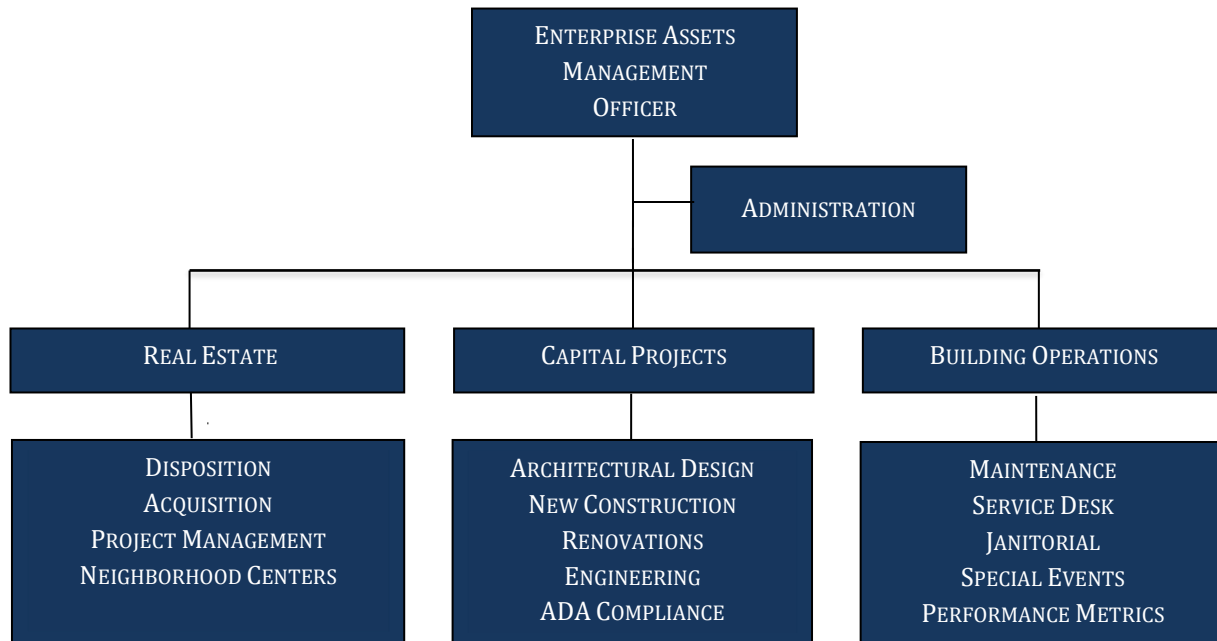 ENTERPRISE ASSETS
MANAGEMENT
OFFICER
ADMINISTRATION
REAL ESTATE
CAPITAL PROJECTS
BUILDING OPERATIONS
DISPOSITION
ACQUISITION
PROJECT MANAGEMENT
NEIGHBORHOOD CENTERS
ARCHITECTURAL DESIGN
NEW CONSTRUCTION
RENOVATIONS
ENGINEERING
ADA COMPLIANCE
MAINTENANCE
SERVICE DESK
JANITORIAL
SPECIAL EVENTS
PERFORMANCE METRICS